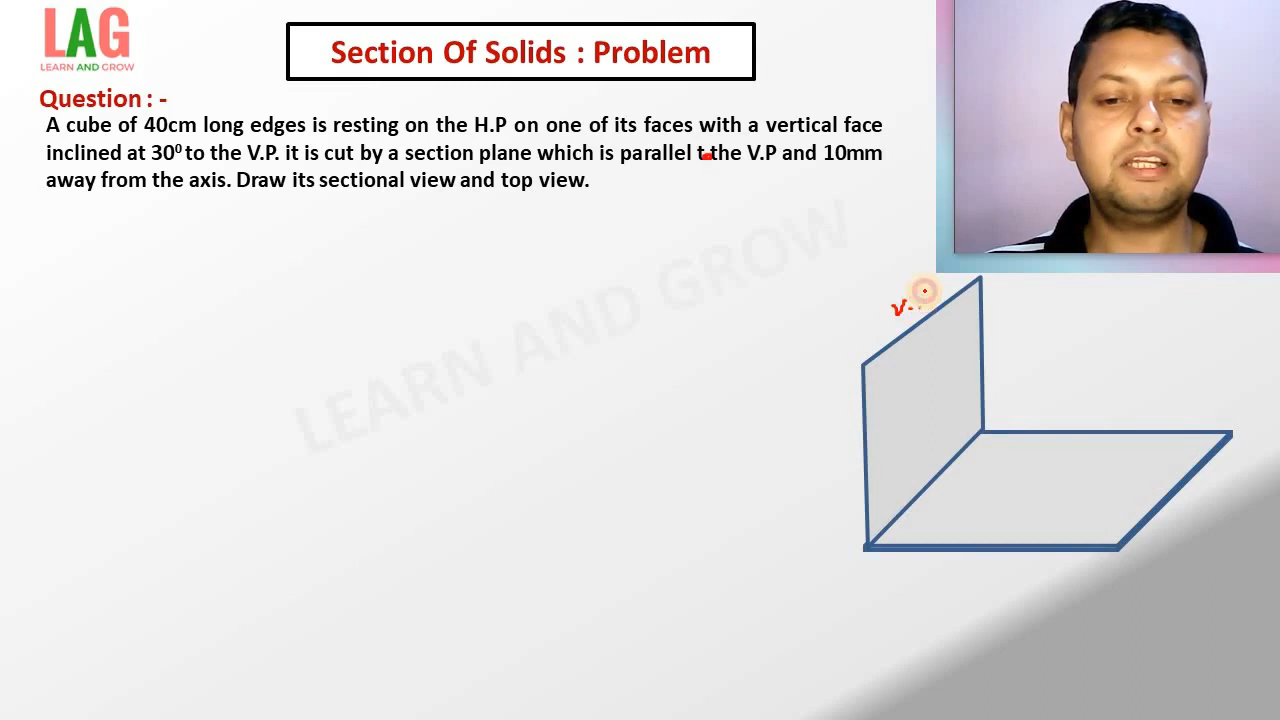 LAG
LEARN AND GROW
Section Of Solids : Problem
Question : -
A cube of 40cm long edges is resting on the H.P on one of its faces with a vertical face
inclined at 30⁰ to the V.P. it is cut by a section plane which is parallel t the V.P and 10mm
away from the axis. Draw its sectional view and top view.
LEARN AND GROW